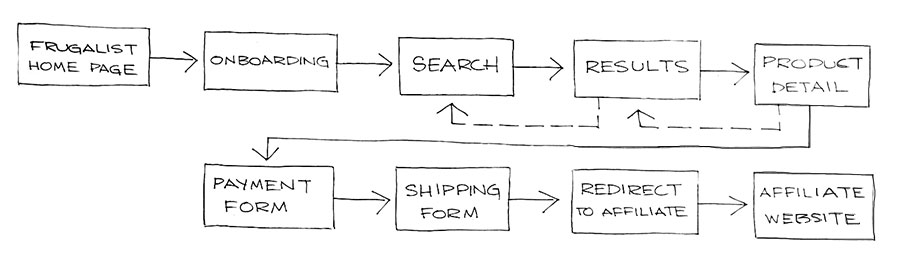 FRUGALIST
HOME PAGE
ONBOARDING
SEARCH
RESULTS
PRODUCT
DETAIL
PAYMENT
FORM
SHIPPING
FORM
REDIRECT
TO AFFILIATE
AFFILIATE
WEBSITE